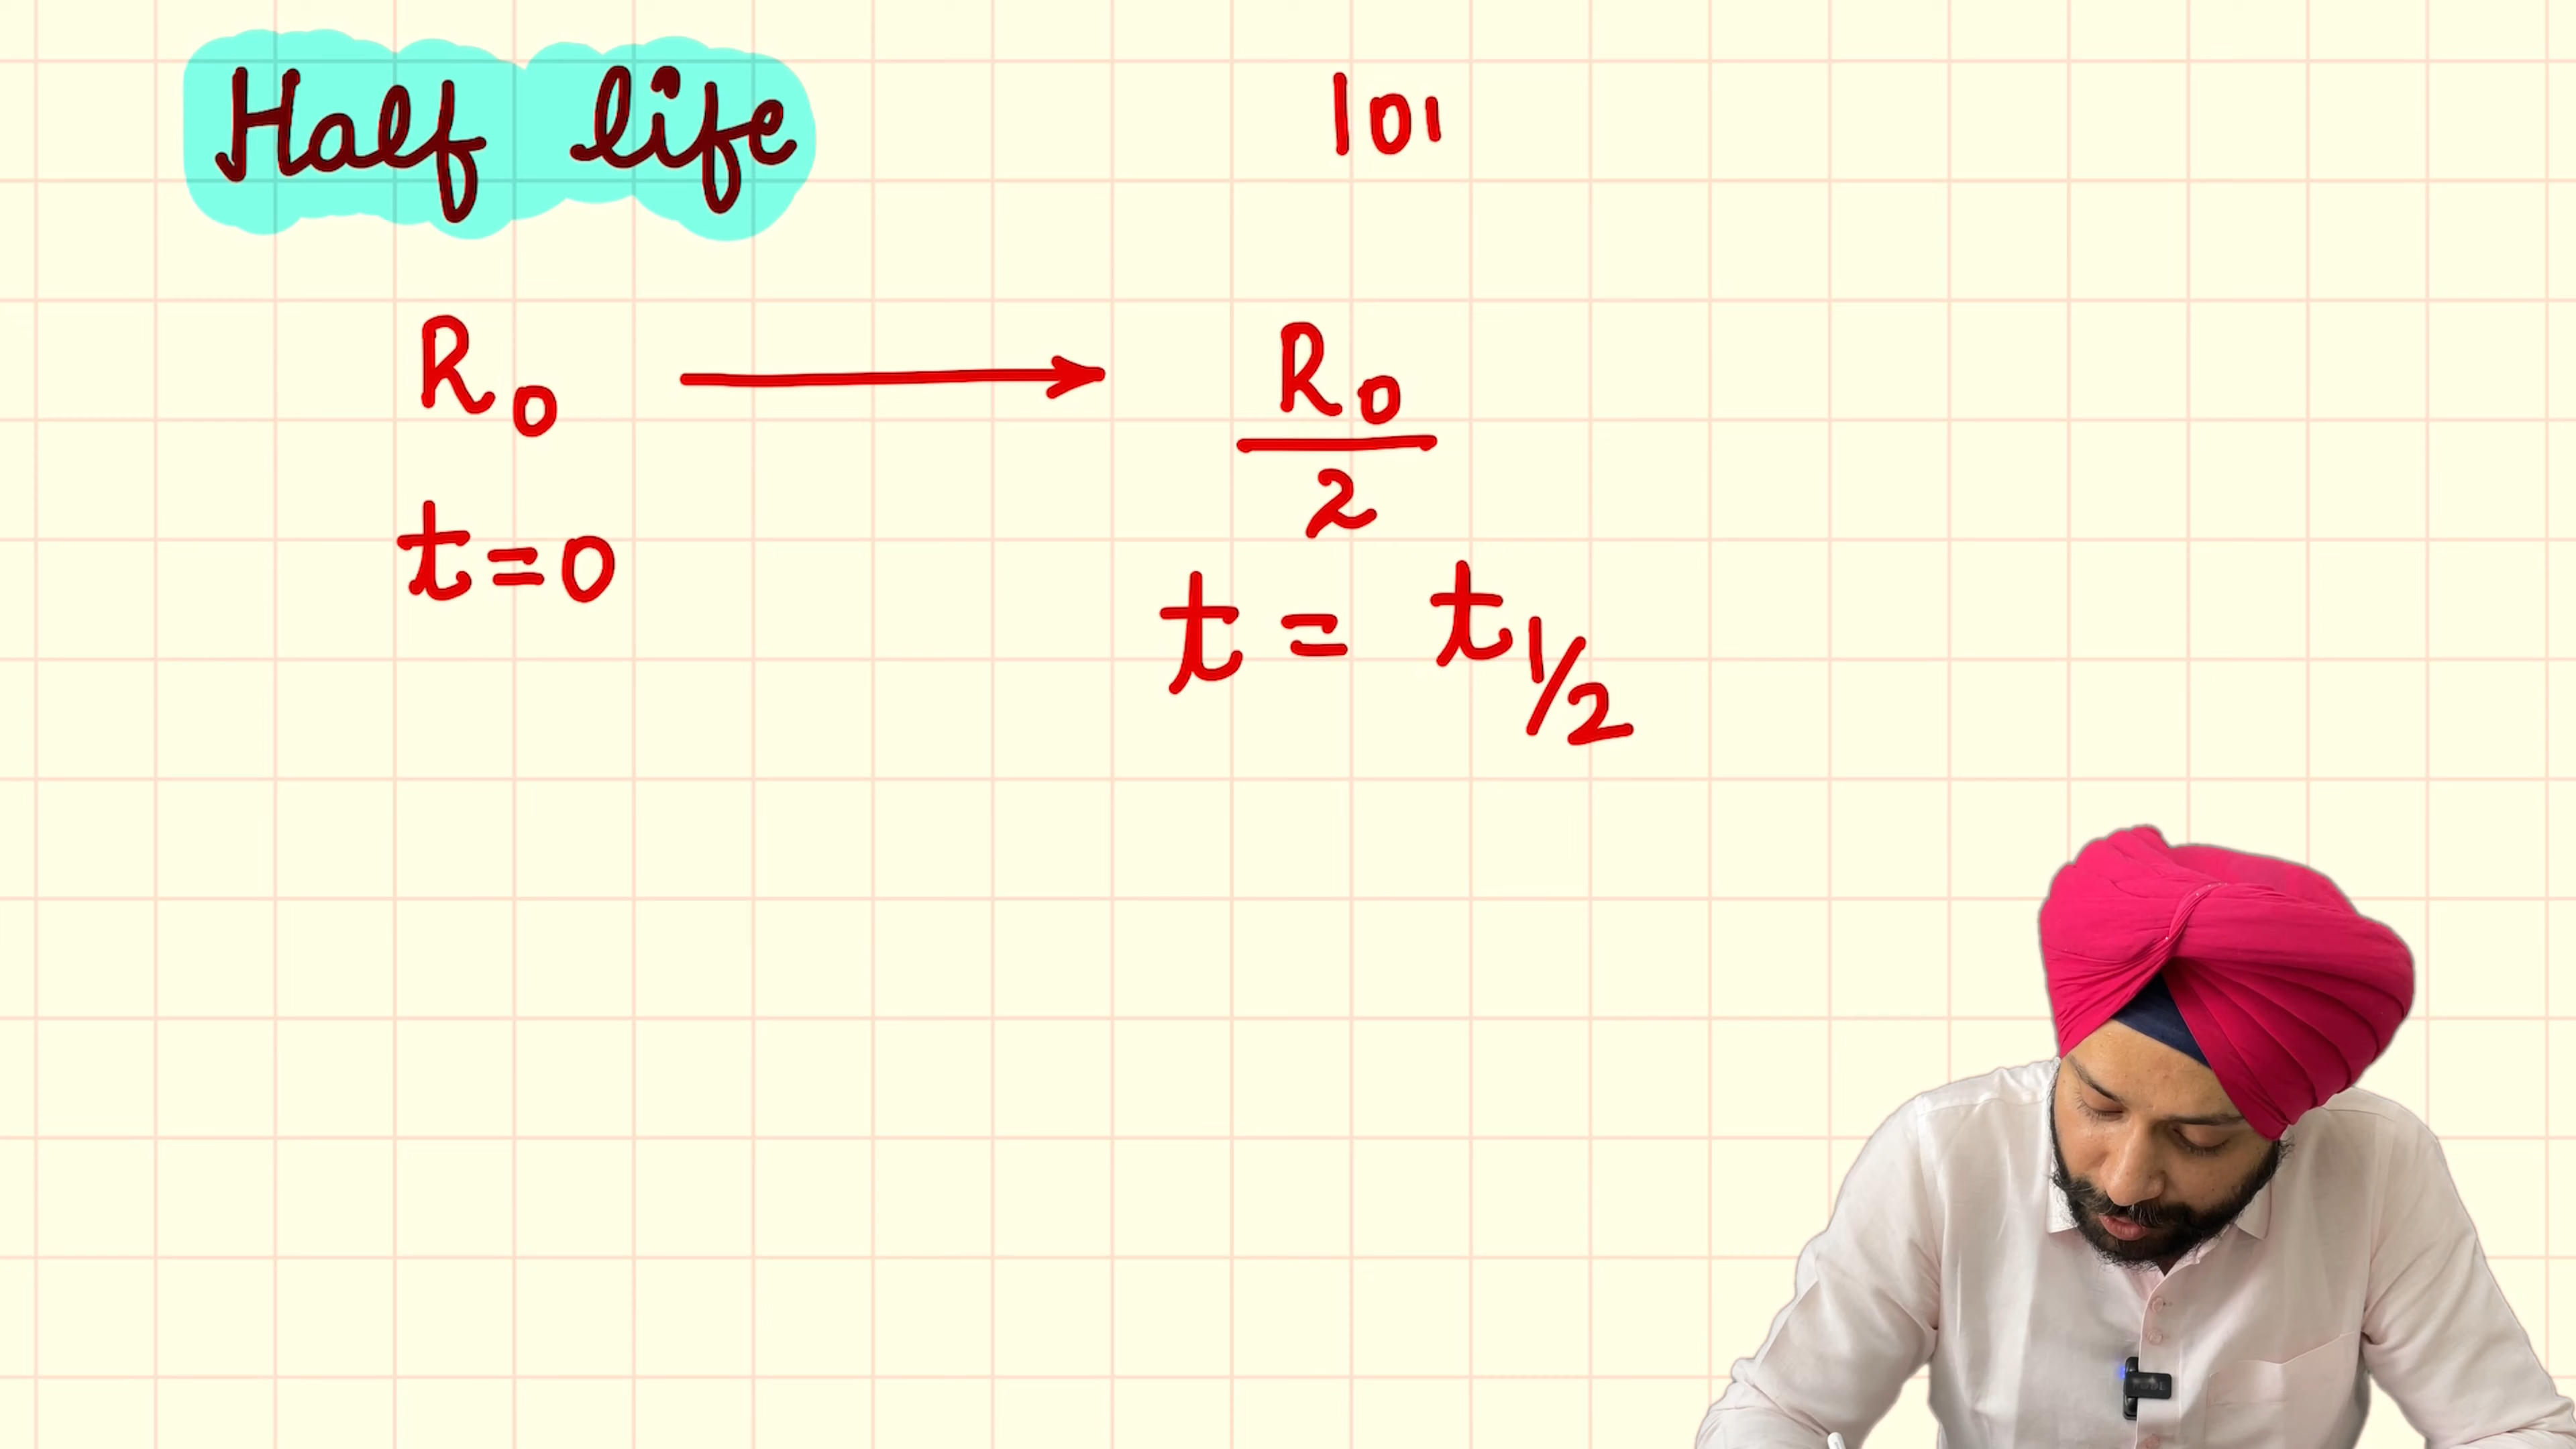 Half life
101
R₀ ⟶ R₀/2
t=0
t = t½